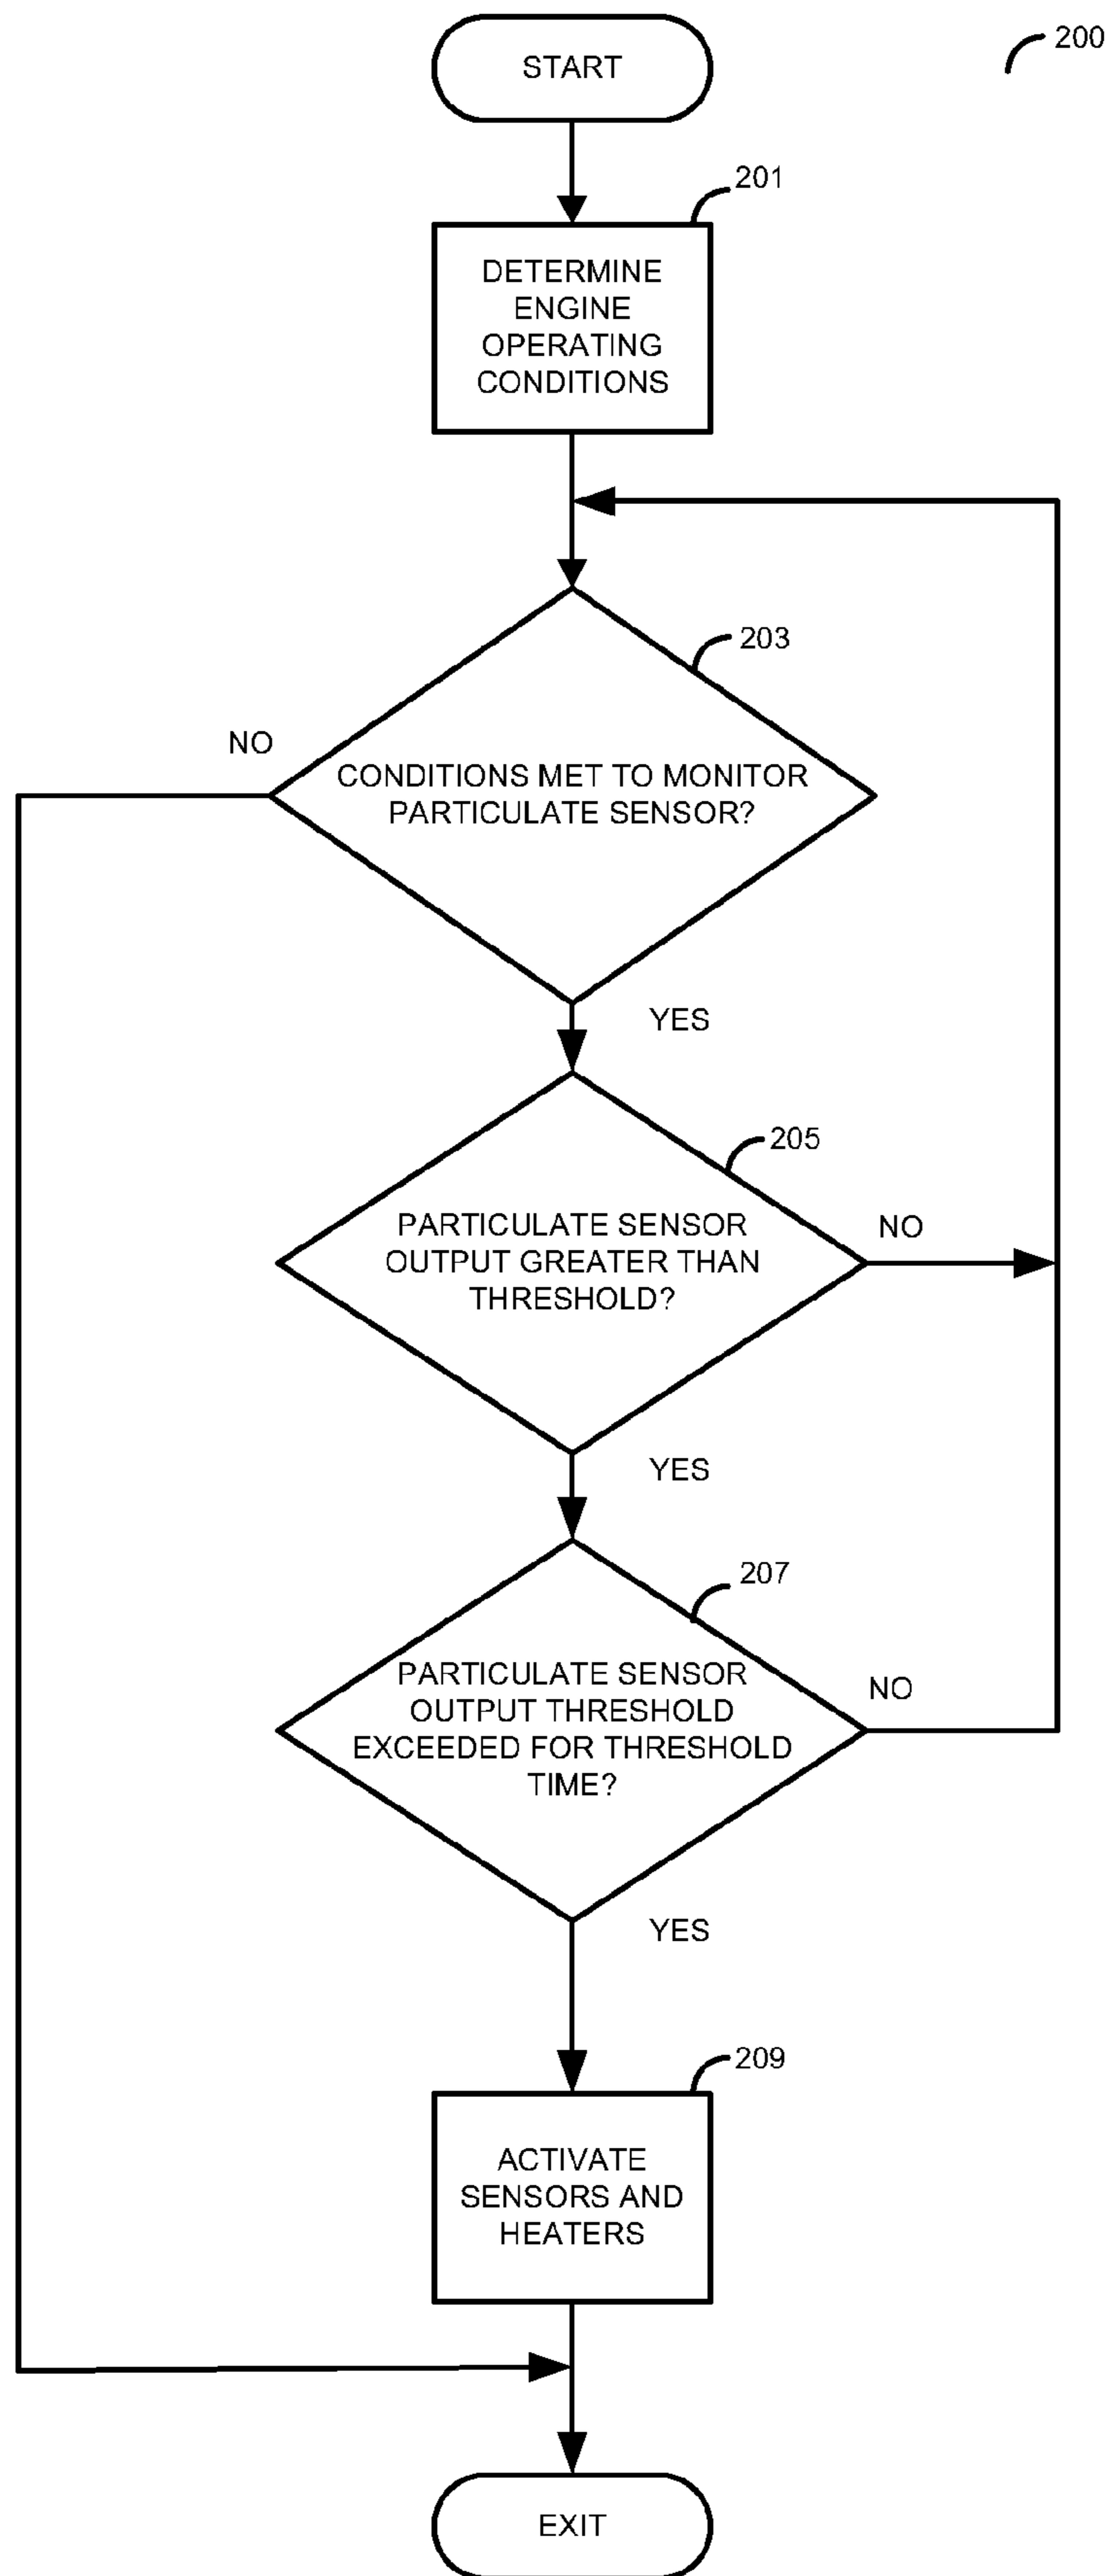 START
200
201
DETERMINE
ENGINE
OPERATING
CONDITIONS
203
NO
CONDITIONS MET TO MONITOR
PARTICULATE SENSOR?
YES
205
PARTICULATE SENSOR
OUTPUT GREATER THAN
THRESHOLD?
NO
YES
207
PARTICULATE SENSOR
OUTPUT THRESHOLD
EXCEEDED FOR THRESHOLD
TIME?
NO
YES
209
ACTIVATE
SENSORS AND
HEATERS
EXIT